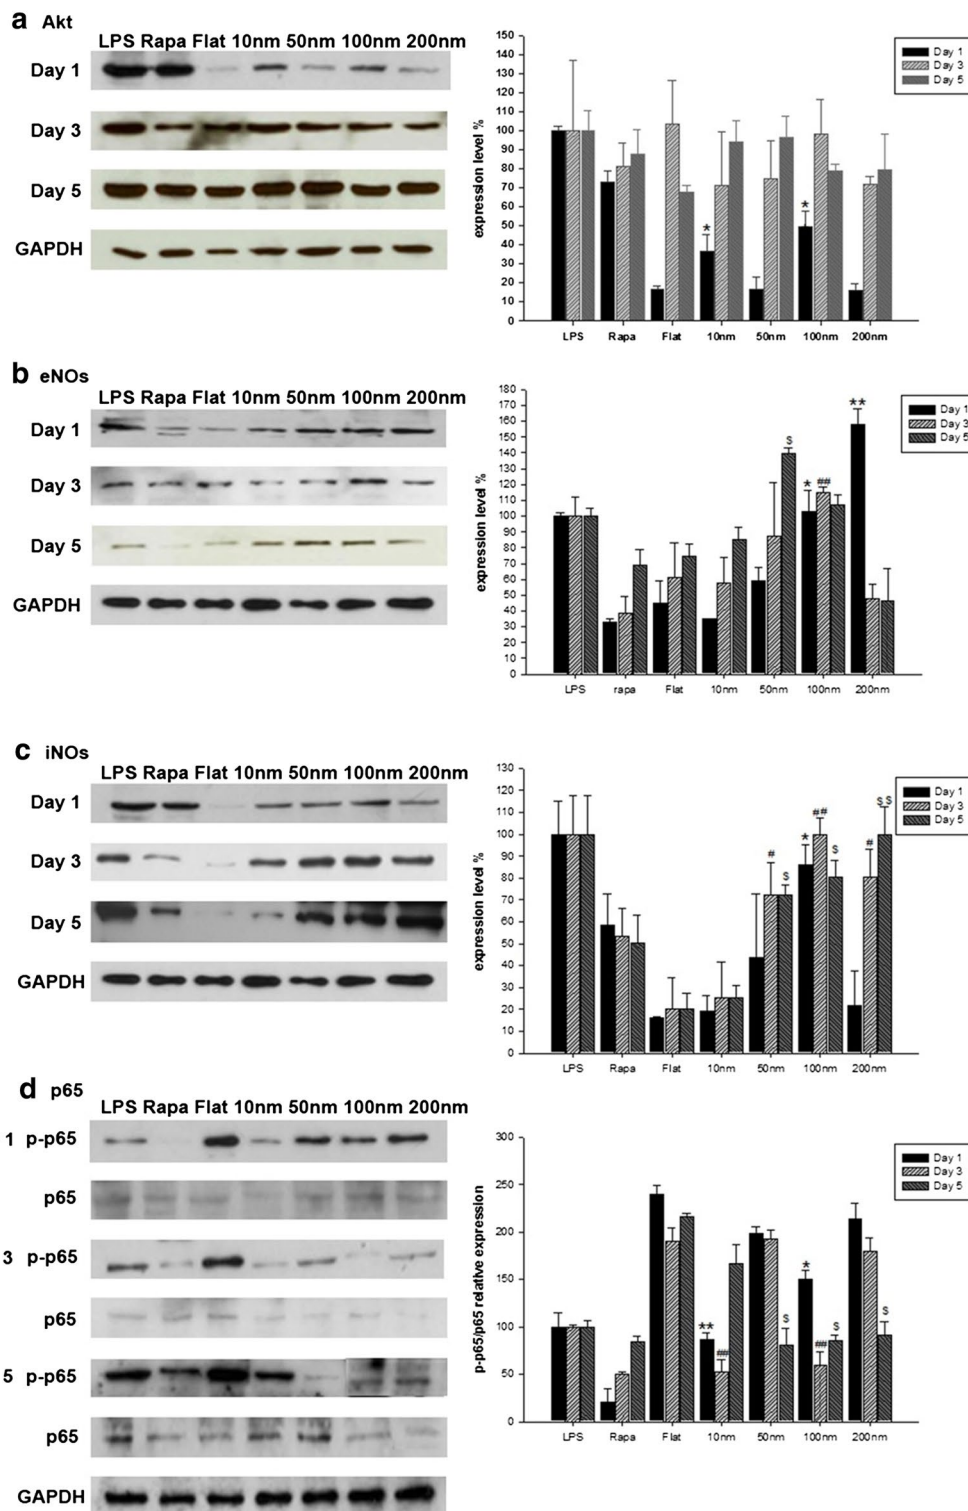 a Akt
LPS Rapa Flat 10nm 50nm 100nm 200nm
Day 1
Day 3
Day 5
GAPDH
150
140
130
120
110
100
90
80
70
60
50
40
30
20
10
0
expression level %
* *
LPS Rapa Flat 10nm 50nm 100nm 200nm
Day 1
Day 3
Day 5
b eNOs
LPS Rapa Flat 10nm 50nm 100nm 200nm
Day 1
Day 3
Day 5
GAPDH
180
170
160
150
140
130
120
110
100
90
80
70
60
50
40
30
20
10
0
expression level %
$ * ## **
LPS rapa Flat 10nm 50nm 100nm 200nm
Day 1
Day 3
Day 5
c iNOs
LPS Rapa Flat 10nm 50nm 100nm 200nm
Day 1
Day 3
Day 5
GAPDH
130
120
110
100
90
80
70
60
50
40
30
20
10
0
expression level %
# $ * ## $ # $$
LPS Rapa Flat 10nm 50nm 100nm 200nm
Day 1
Day 3
Day 5
d p65
LPS Rapa Flat 10nm 50nm 100nm 200nm
1 p-p65
p65
3 p-p65
p65
5 p-p65
p65
GAPDH
300
250
200
150
100
50
0
p-p65/p65 relative expression
** ## $ * ## $ $
LPS Rapa Flat 10nm 50nm 100nm 200nm
Day 1
Day 3
Day 5